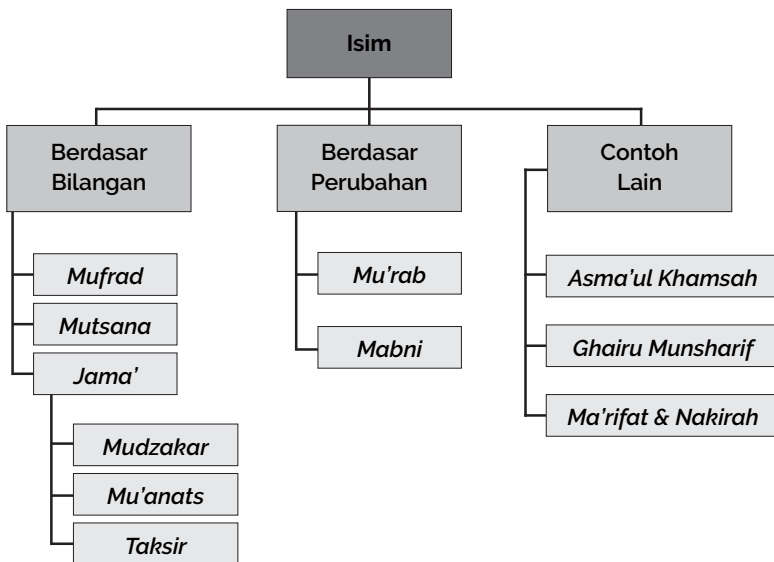 Isim
Berdasar
Bilangan
Mufrad
Mutsana
Jama'
Mudzakar
Mu'anats
Taksir
Berdasar
Perubahan
Mu'rab
Mabni
Contoh
Lain
Asma'ul Khamsah
Ghairu Munsharif
Ma'rifat & Nakirah